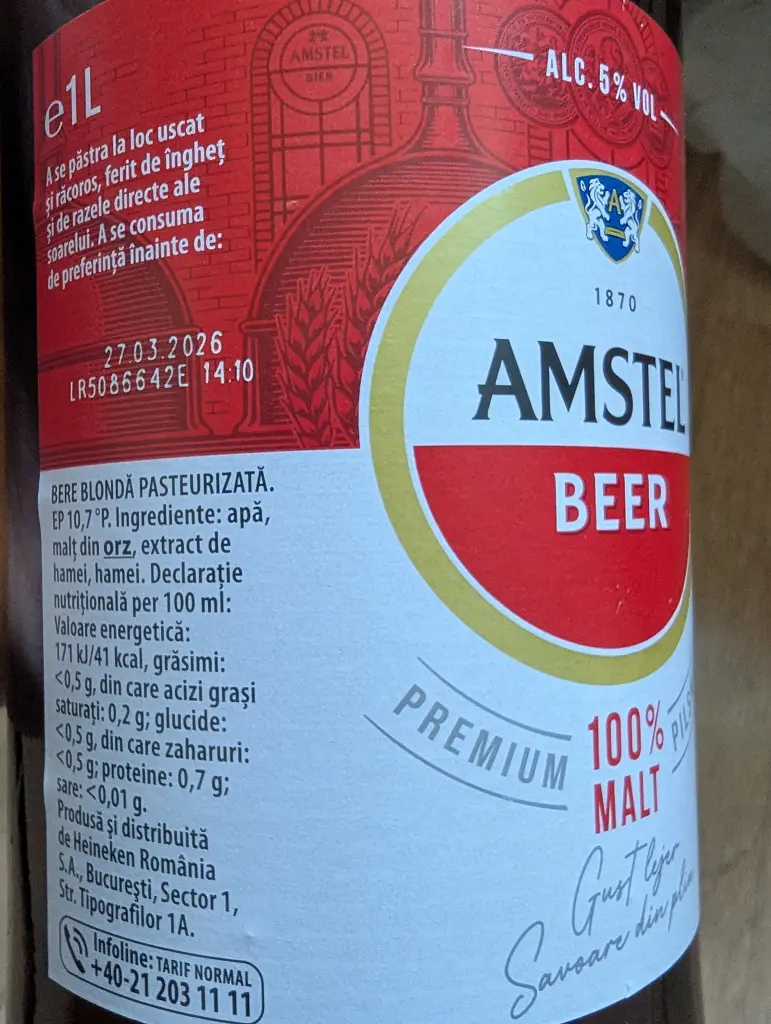 e1L
A se păstra la loc uscat
și răcoros, ferit de îngheț
și de razele directe ale
soarelui. A se consuma
de preferință înainte de:
27.03.2026
LR5086642E 14:10
BERE BLONDĂ PASTEURIZATĂ.
EP 10,7 °P. Ingrediente: apă,
malț din orz, extract de
hamei, hamei. Declarație
nutrițională per 100 ml:
Valoare energetică:
171 kJ/41 kcal, grăsimi:
<0,5 g, din care acizi grași
saturați: 0,2 g; glucide:
<0,5 g, din care zaharuri:
<0,5 g; proteine: 0,7 g;
sare: <0,01 g.
Produsă și distribuită
de Heineken România
S.A., București, Sector 1,
Str. Tipografilor 1A.
Infoline: TARIF NORMAL
+40-21 203 11 11
AMSTEL
BIER
ALC. 5% VOL
A
1870
AMSTEL
BEER
PREMIUM
100%
MALT
Gust lejer
Savoare din